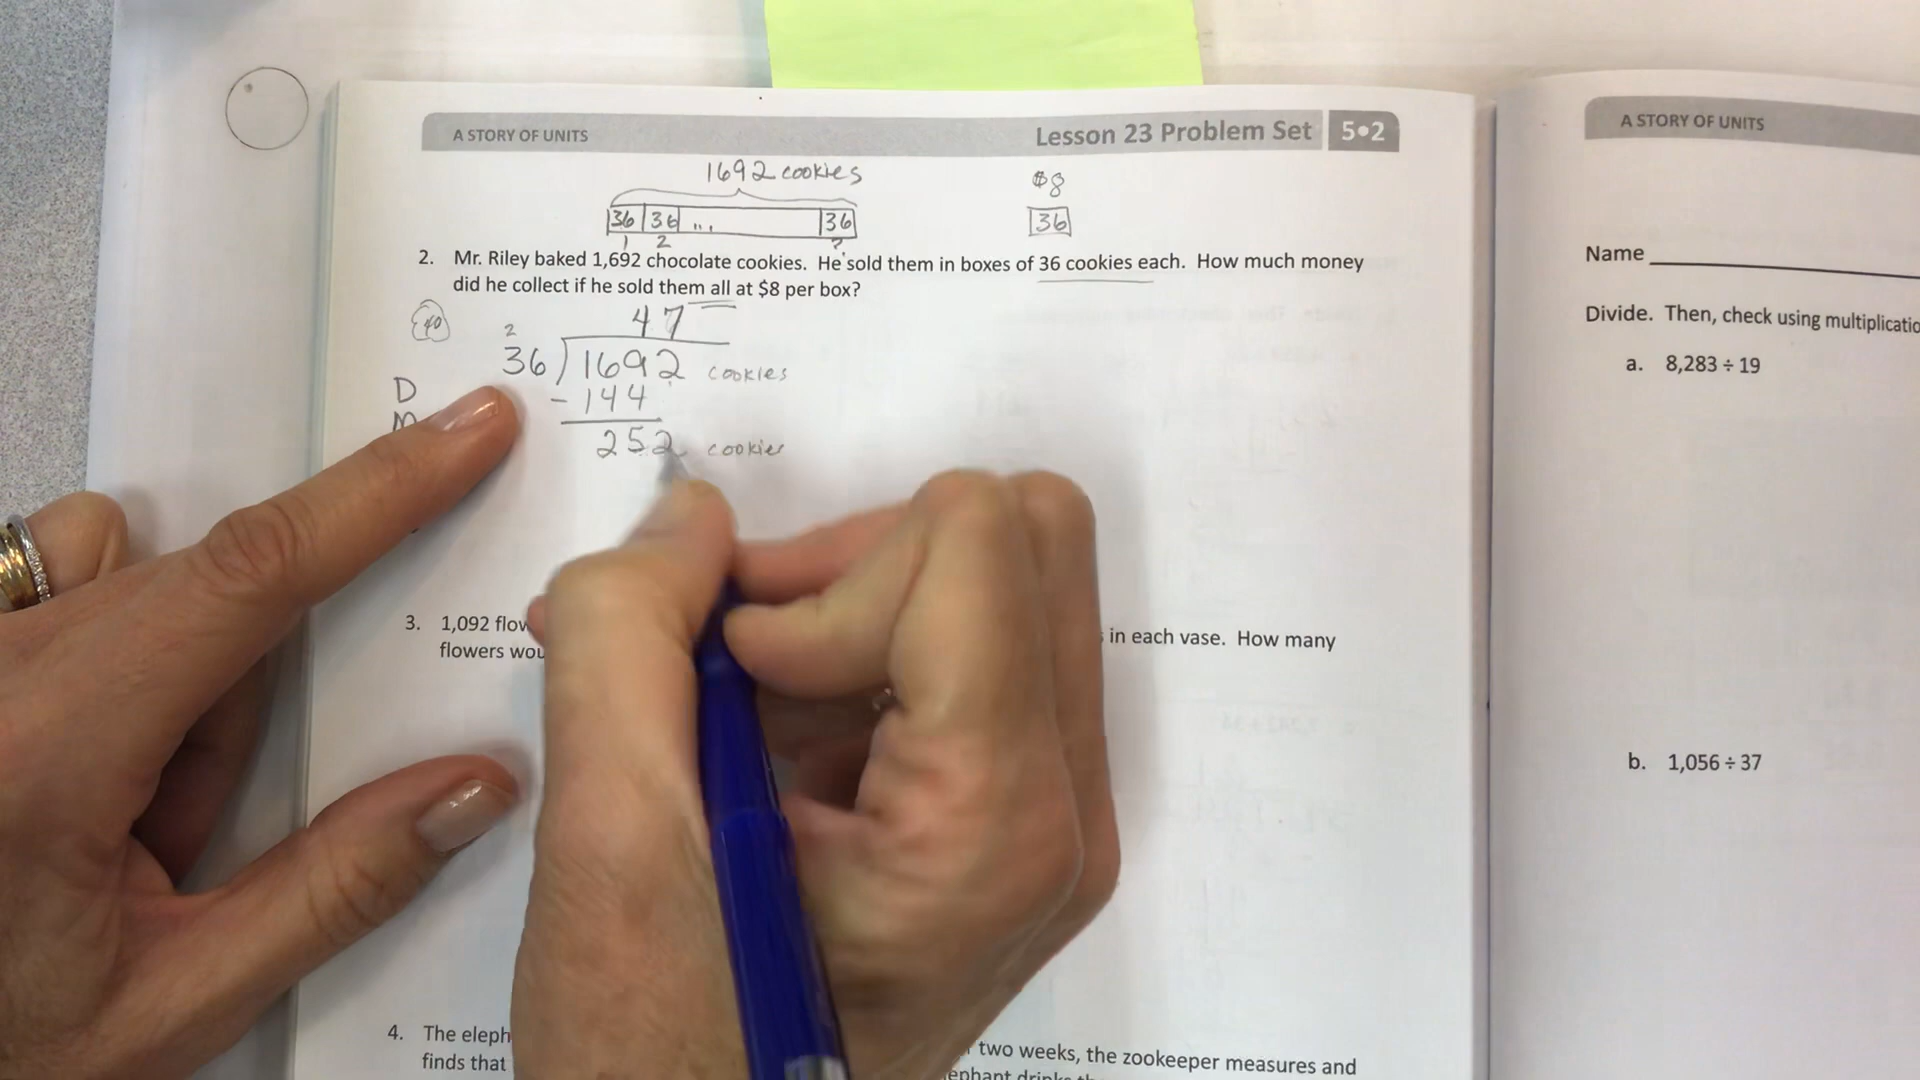 A STORY OF UNITS
Lesson 23 Problem Set 5•2
1692 cookies
$8
36 36 ... 36
36
1 2 ?
2. Mr. Riley baked 1,692 chocolate cookies. He sold them in boxes of 36 cookies each. How much money
did he collect if he sold them all at $8 per box?
40
47
2
36 1692 cookies
D
- 144
M
252 cookies
3. 1,092 in each vase. How many
flowers
4. The two weeks, the zookeeper measures and
finds that
A STORY OF UNITS
Name
Divide. Then, check using
a. 8,283 ÷ 19
b. 1,056 ÷ 37